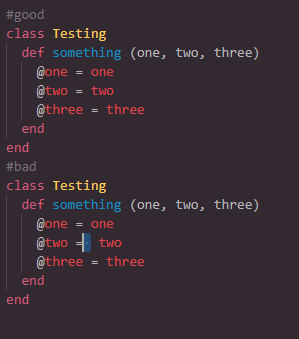 #good
class Testing
  def something (one, two, three)
    @one = one
    @two = two
    @three = three
  end
end
#bad
class Testing
  def something (one, two, three)
    @one = one
    @two =  two
    @three = three
  end
end